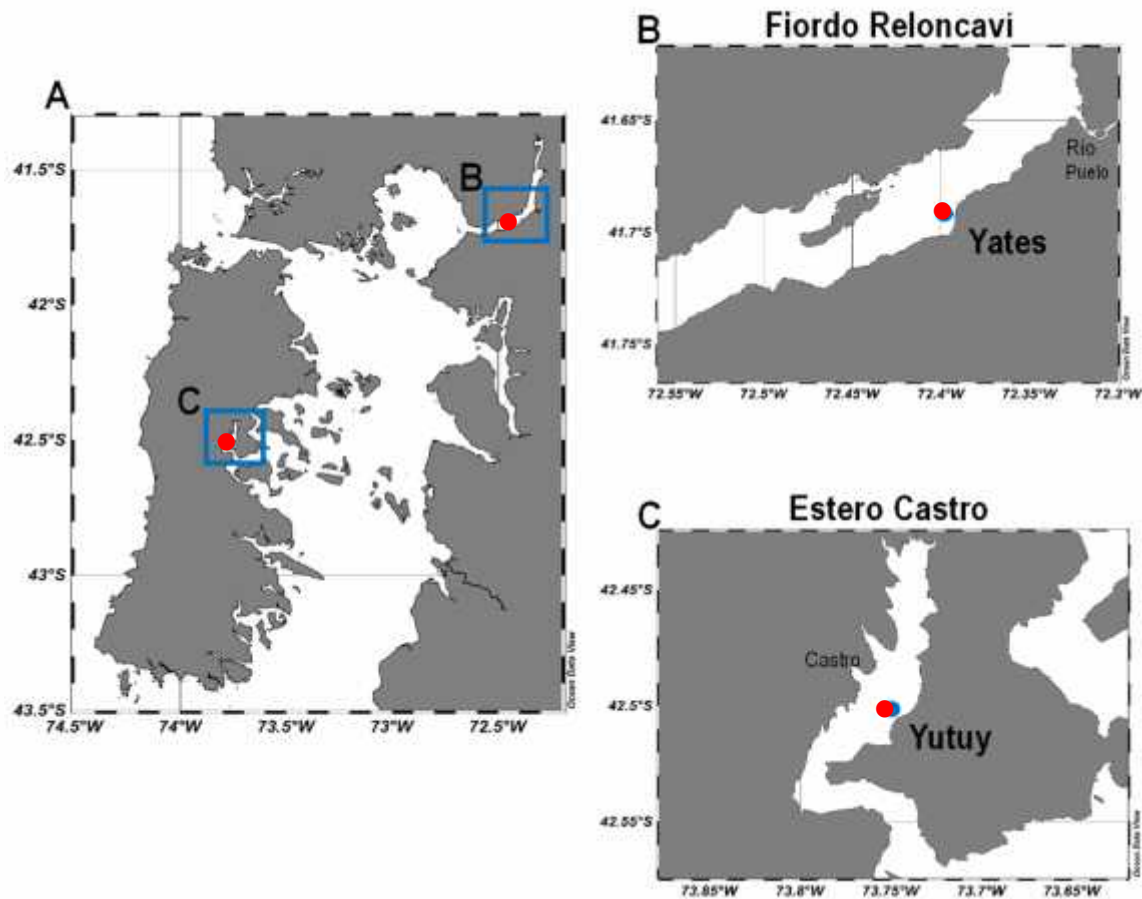 A
41.5°S
42°S
42.5°S
43°S
43.5°S
74.5°W
74°W
73.5°W
73°W
72.5°W
B
C
Ocean Data View
B
Fiordo Reloncavi
41.65°S
41.7°S
41.75°S
72.55°W
72.5°W
72.45°W
72.4°W
72.35°W
72.3°W
Rio
Puelo
Yates
Ocean Data View
C
Estero Castro
42.45°S
42.5°S
42.55°S
73.85°W
73.8°W
73.75°W
73.7°W
73.65°W
Castro
Yutuy
Ocean Data View